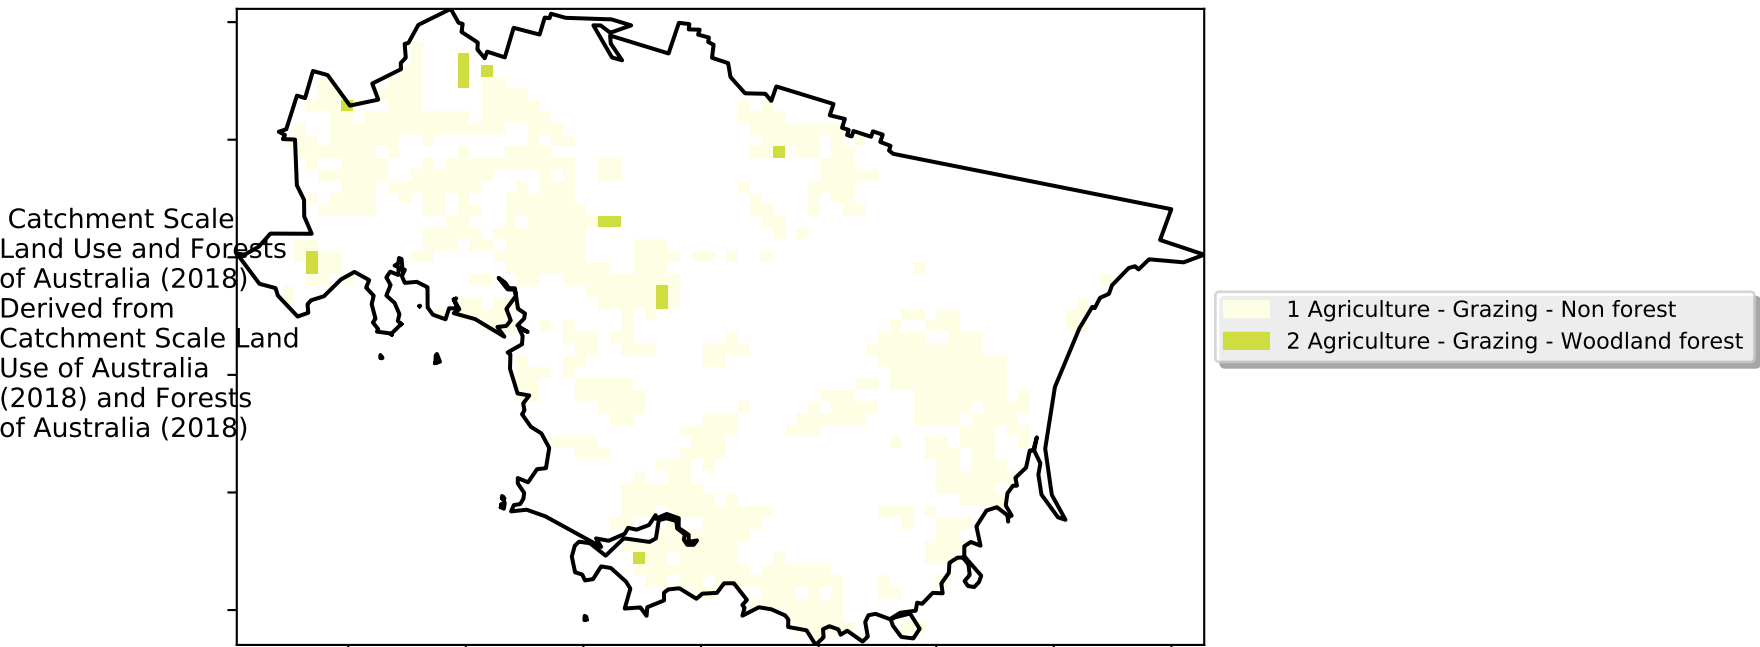 Catchment Scale
Land Use and Forests
of Australia (2018)
Derived from
Catchment Scale Land
Use of Australia
(2018) and Forests
of Australia (2018)
1 Agriculture - Grazing - Non forest
2 Agriculture - Grazing - Woodland forest